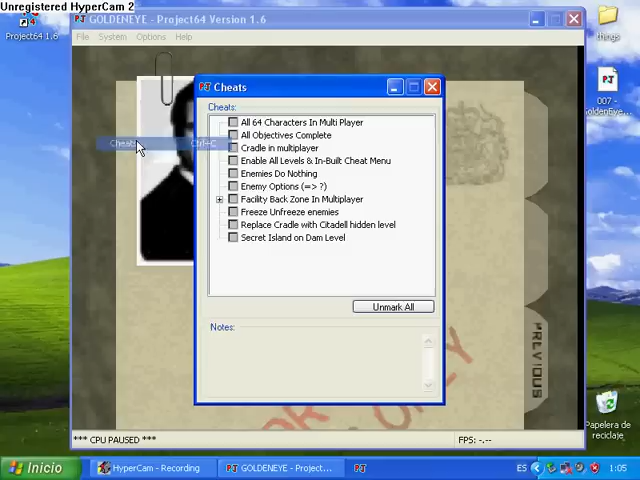 Unregistered HyperCam 2
Project64 1.6
GOLDENEYE - Project64 Version 1.6
File System Options Help
things
007 -
GoldenEye...
Cheats
Cheats... Ctrl+C
Cheats:
All 64 Characters In Multi Player
All Objectives Complete
Cradle in multiplayer
Enable All Levels & In-Built Cheat Menu
Enemies Do Nothing
Enemy Options (=> ?)
Facility Back Zone In Multiplayer
Freeze Unfreeze enemies
Replace Cradle with Citadell hidden level
Secret Island on Dam Level
Unmark All
Notes:
PREVIOUS
*** CPU PAUSED ***
FPS: -.--
Papelera de
reciclaje
Inicio
HyperCam - Recording
GOLDENEYE - Project...
ES
1:05